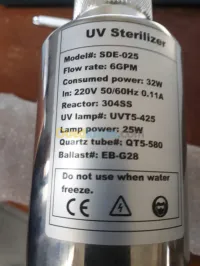 UV Sterilizer
Model#: SDE-025
Flow rate: 6GPM
Consumed power: 32W
In: 220V 50/60Hz 0.11A
Reactor: 304SS
UV lamp#: UVT5-425
Lamp power: 25W
Quartz tube#: QT5-580
Ballast#: EB-G28
Do not use when water
freeze.
CE